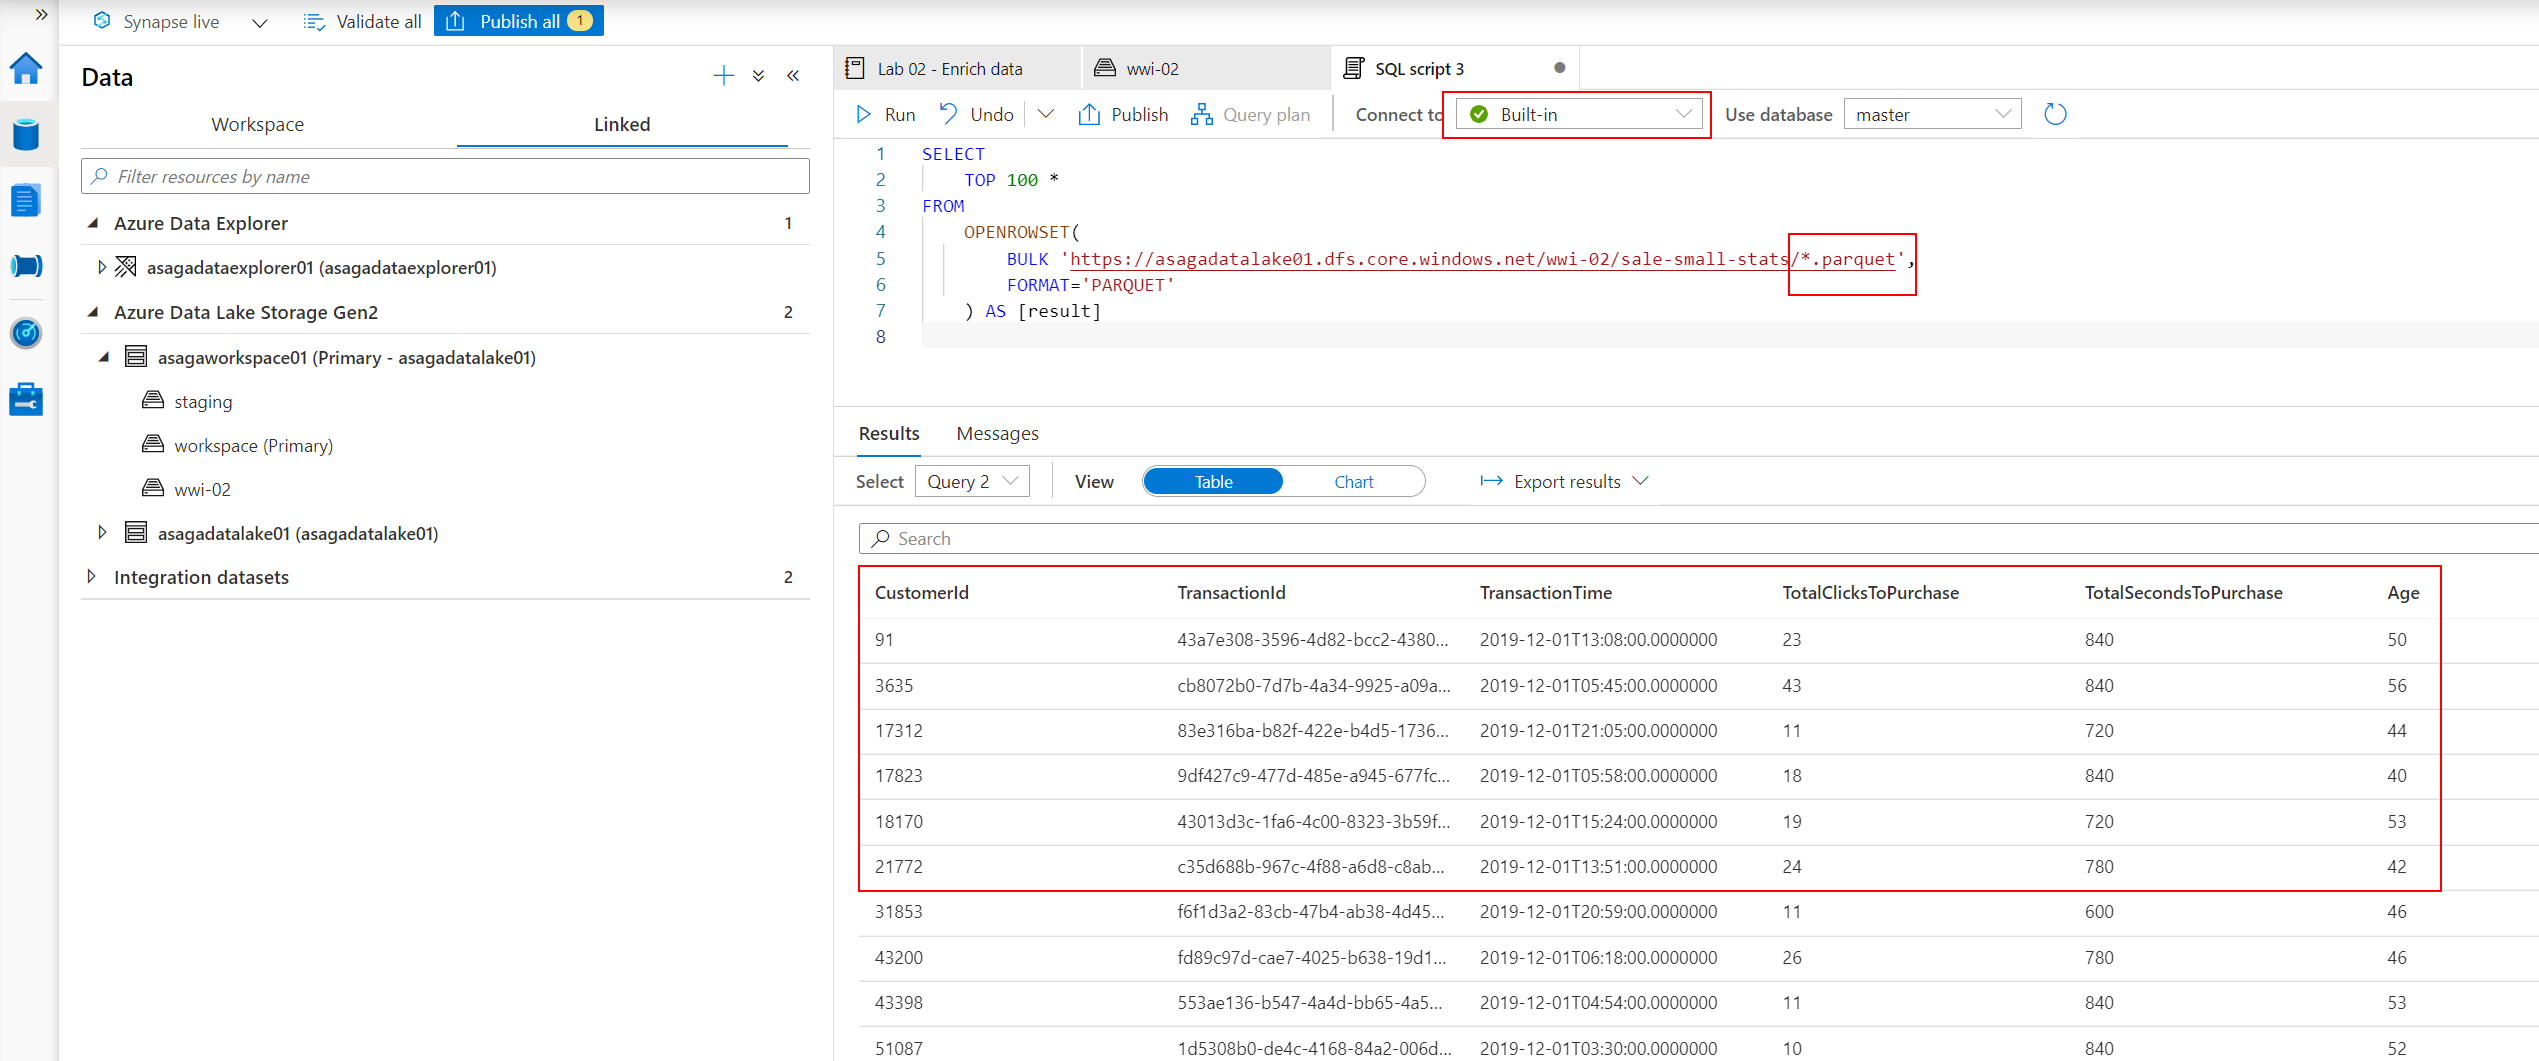 Synapse live
Validate all
Publish all 1
Data
Workspace Linked
Filter resources by name
Azure Data Explorer 1
asagadataexplorer01 (asagadataexplorer01)
Azure Data Lake Storage Gen2 2
asagaworkspace01 (Primary - asagadatalake01)
staging
workspace (Primary)
wwi-02
asagadatalake01 (asagadatalake01)
Integration datasets 2
Lab 02 - Enrich data wwi-02 SQL script 3
Run Undo Publish Query plan Connect to Built-in Use database master
1 SELECT
2 TOP 100 *
3 FROM
4 OPENROWSET(
5 BULK 'https://asagadatalake01.dfs.core.windows.net/wwi-02/sale-small-stats/*.parquet',
6 FORMAT='PARQUET'
7 ) AS [result]
8
Results Messages
Select Query 2 View Table Chart Export results
Search
CustomerId TransactionId TransactionTime TotalClicksToPurchase TotalSecondsToPurchase Age
91 43a7e308-3596-4d82-bcc2-4380... 2019-12-01T13:08:00.0000000 23 840 50
3635 cb8072b0-7d7b-4a34-9925-a09a... 2019-12-01T05:45:00.0000000 43 840 56
17312 83e316ba-b82f-422e-b4d5-1736... 2019-12-01T21:05:00.0000000 11 720 44
17823 9df427c9-477d-485e-a945-677fc... 2019-12-01T05:58:00.0000000 18 840 40
18170 43013d3c-1fa6-4c00-8323-3b59f... 2019-12-01T15:24:00.0000000 19 720 53
21772 c35d688b-967c-4f88-a6d8-c8ab... 2019-12-01T13:51:00.0000000 24 780 42
31853 f6f1d3a2-83cb-47b4-ab38-4d45... 2019-12-01T20:59:00.0000000 11 600 46
43200 fd89c97d-cae7-4025-b638-19d1... 2019-12-01T06:18:00.0000000 26 780 46
43398 553ae136-b547-4a4d-bb65-4a5... 2019-12-01T04:54:00.0000000 11 840 53
51087 1d5308b0-de4c-4168-84a2-006d... 2019-12-01T03:30:00.0000000 10 840 52